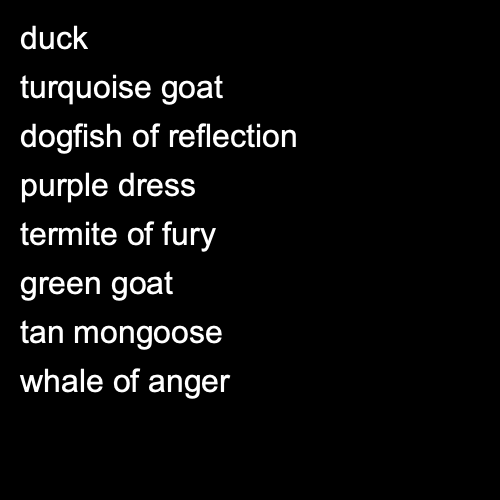 duck
turquoise goat
dogfish of reflection
purple dress
termite of fury
green goat
tan mongoose
whale of anger